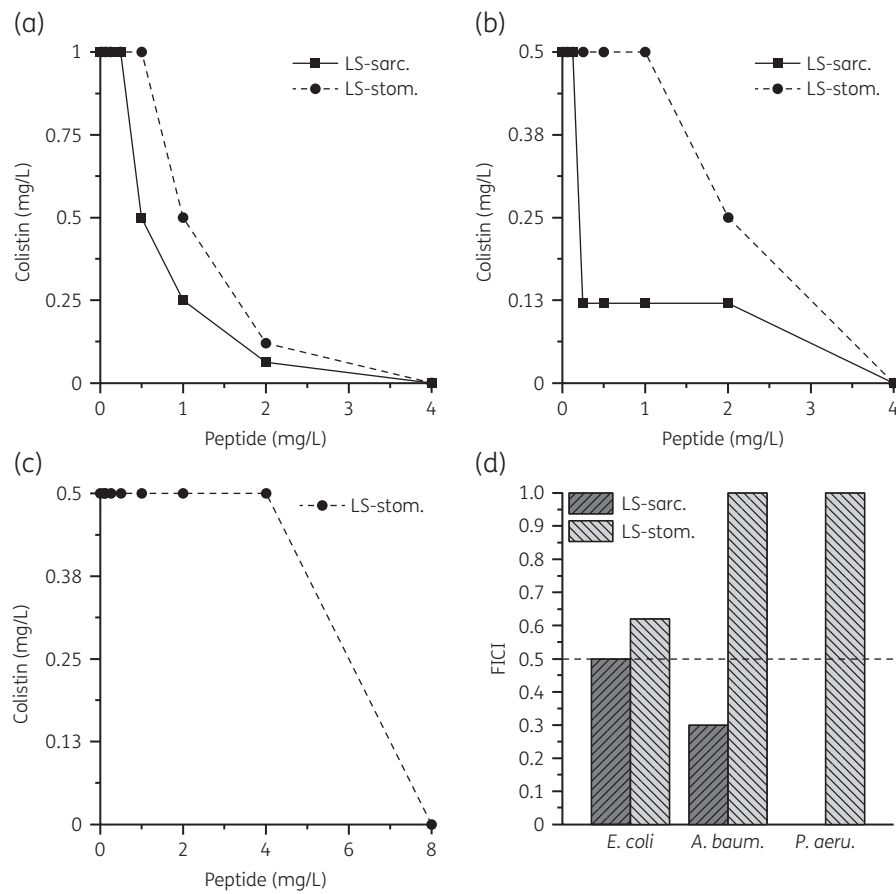 (a)
LS-sarc.
LS-stom.
Colistin (mg/L)
1
0.75
0.5
0.25
0
0 1 2 3 4
Peptide (mg/L)
(b)
LS-sarc.
LS-stom.
Colistin (mg/L)
0.5
0.38
0.25
0.13
0
0 1 2 3 4
Peptide (mg/L)
(c)
LS-stom.
Colistin (mg/L)
0.5
0.38
0.25
0.13
0
0 2 4 6 8
Peptide (mg/L)
(d)
LS-sarc.
LS-stom.
FICI
1.0
0.9
0.8
0.7
0.6
0.5
0.4
0.3
0.2
0.1
0
E. coli A. baum. P. aeru.